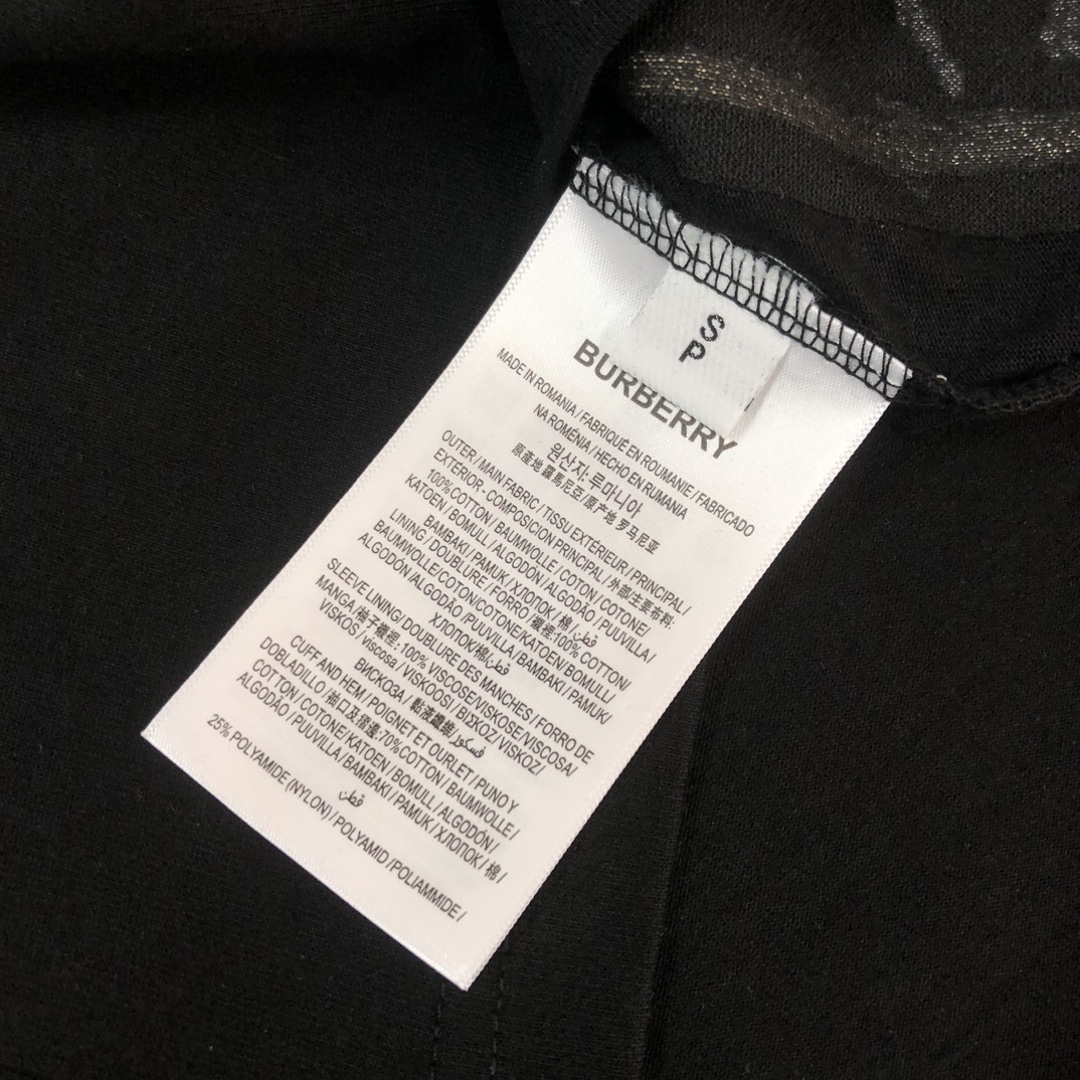 S
P
BURBERRY
MADE IN ROMANIA / FABRIQUÉ EN ROUMANIE / FABRICADO
NA ROMÉNIA / HECHO EN RUMANIA
원산지: 루마니아
原產地 羅馬尼亞/原产地 罗马尼亚
OUTER / MAIN FABRIC / TISSU EXTÉRIEUR / PRINCIPAL /
EXTERIOR - COMPOSICION PRINCIPAL / 外部主要布料:
100%COTTON / BAUMWOLLE / COTON / COTONE /
KATOEN / BOMULL / ALGODÓN / ALGODÃO / PUUVILLA /
BAMBAKI / PAMUK / ХЛОПОК / 棉 / قطن
LINING / DOUBLURE / FORRO /襯裡:100% COTTON/
BAUMWOLLE/COTON/COTONE/KATOEN/ BOMULL/
ALGODÓN /ALGODÃO / PUUVILLA / BAMBAKI / PAMUK/
ХЛОПОК/棉/قطن
SLEEVE LINING/ DOUBLURE DES MANCHES / FORRO DE
MANGA/袖子襯裡: 100% VISCOSE/VISKOSE/VISCOSA/
VISKOS / viscosa / VISKOOSI / ΒΙΣΚΟΖ/ VISKOZ/
ВИСКОЗА / 黏液纖維/فسكوز
CUFF AND HEM / POIGNET ET OURLET / PUNO Y
DOBLADILLO /袖口及摺邊:70% COTTON / BAUMWOLLE /
COTTON / COTONE/ KATOEN / BOMULL / ALGODÓN/
ALGODÃO / PUUVILLA / BAMBAKI / PAMUK / ХЛОПОК / 棉 /
قطن
25% POLYAMIDE (NYLON) / POLYAMID / POLIAMMIDE /